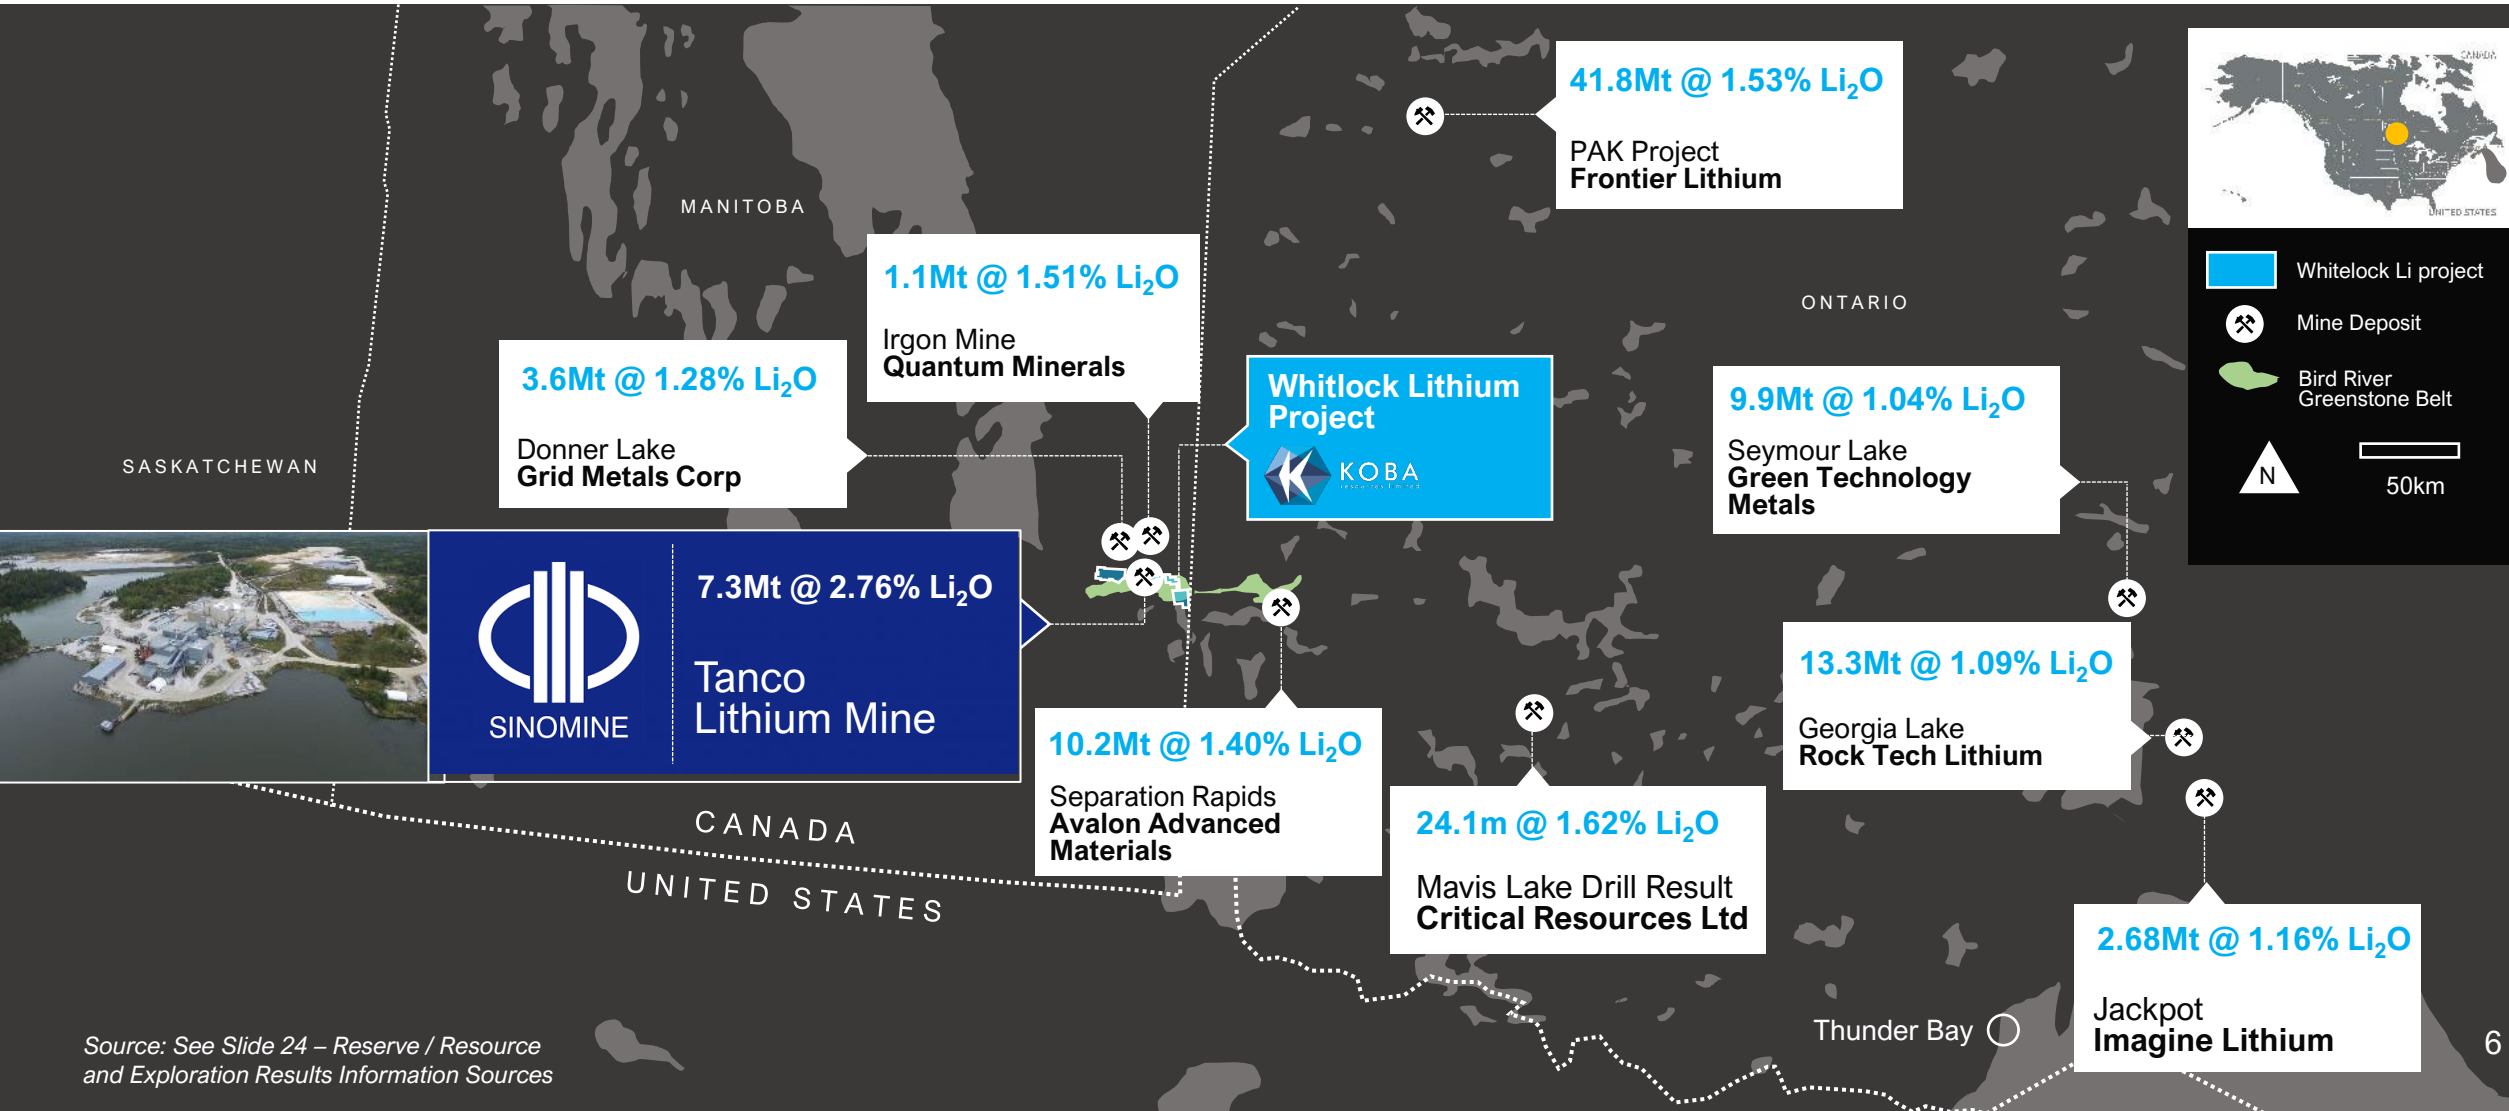 41.8Mt @ 1.53% Li₂O
PAK Project
Frontier Lithium
CANADA
UNITED STATES
Whitelock Li project
Mine Deposit
Bird River
Greenstone Belt
N
50km
MANITOBA
ONTARIO
SASKATCHEWAN
1.1Mt @ 1.51% Li₂O
Irgon Mine
Quantum Minerals
3.6Mt @ 1.28% Li₂O
Donner Lake
Grid Metals Corp
Whitlock Lithium
Project
KOBA
resources limited
9.9Mt @ 1.04% Li₂O
Seymour Lake
Green Technology
Metals
SINOMINE
7.3Mt @ 2.76% Li₂O
Tanco
Lithium Mine
10.2Mt @ 1.40% Li₂O
Separation Rapids
Avalon Advanced
Materials
13.3Mt @ 1.09% Li₂O
Georgia Lake
Rock Tech Lithium
24.1m @ 1.62% Li₂O
Mavis Lake Drill Result
Critical Resources Ltd
CANADA
UNITED STATES
2.68Mt @ 1.16% Li₂O
Jackpot
Imagine Lithium
Thunder Bay
Source: See Slide 24 – Reserve / Resource
and Exploration Results Information Sources
6